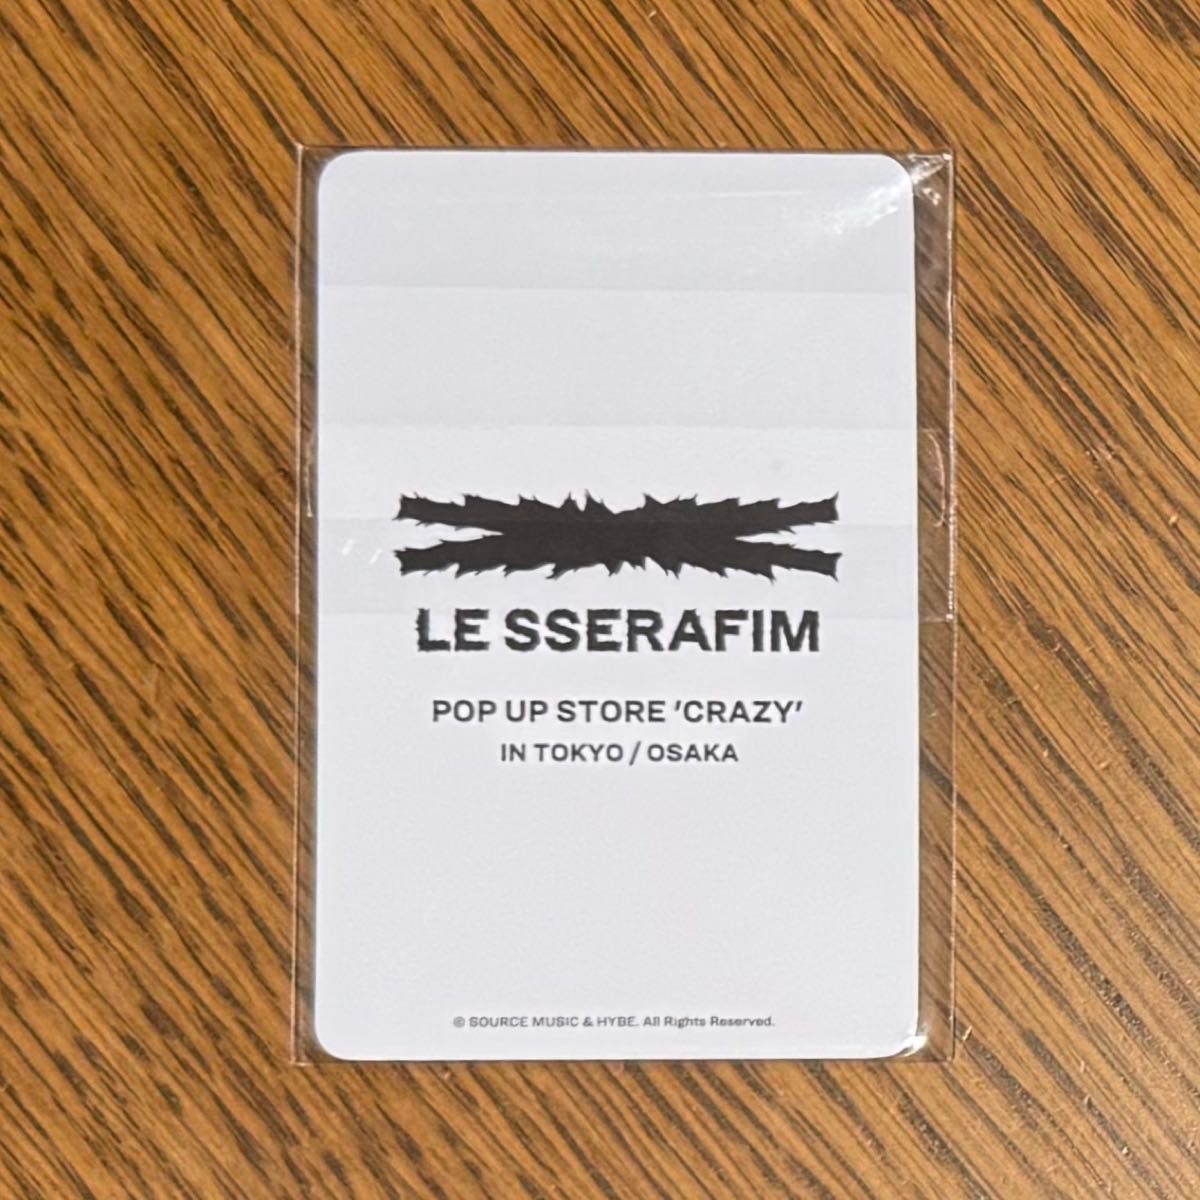 LE SSERAFIM
POP UP STORE 'CRAZY'
IN TOKYO / OSAKA
© SOURCE MUSIC & HYBE. All Rights Reserved.